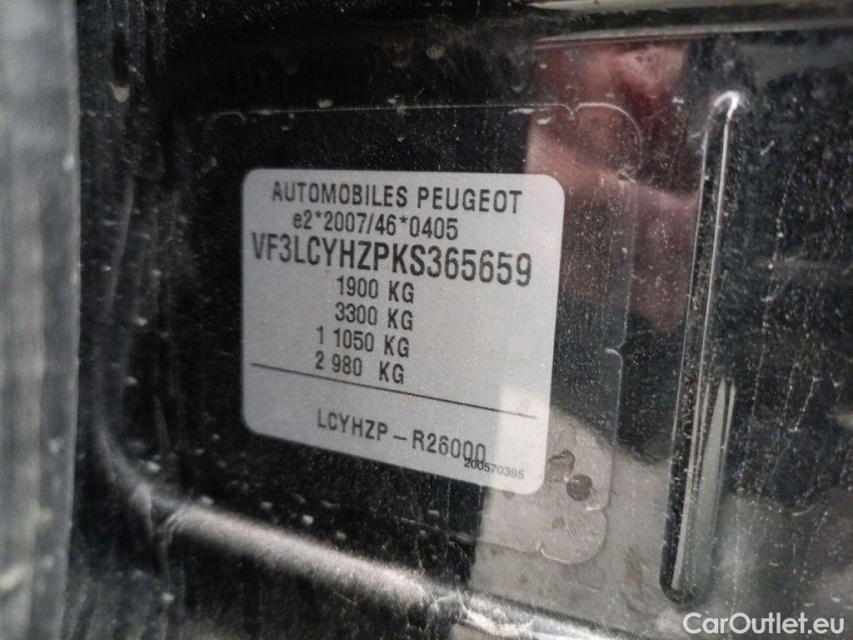 AUTOMOBILES PEUGEOT
e2*2007/46*0405
VF3LCYHZPKS365659
1900 KG
3300 KG
1 1050 KG
2 980 KG
LCYHZP-R26000
200570395
CarOutlet.eu